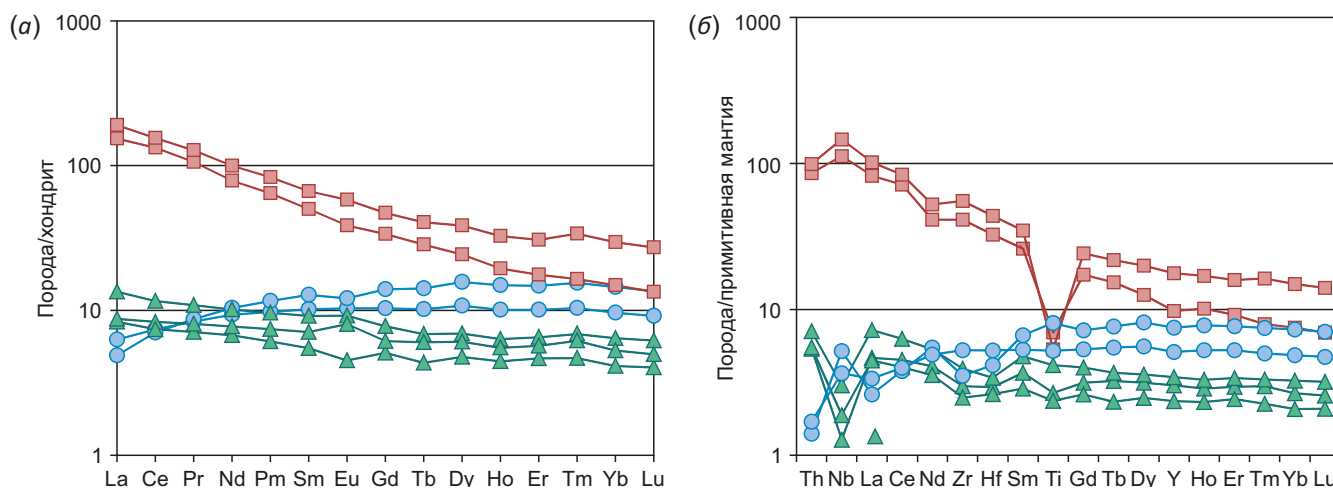 (а)
1000
100
10
1
Порода/хондрит
La Ce Pr Nd Pm Sm Eu Gd Tb Dy Ho Er Tm Yb Lu
(б)
1000
100
10
1
Порода/примитивная мантия
Th Nb La Ce Nd Zr Hf Sm Ti Gd Tb Dy Y Ho Er Tm Yb Lu